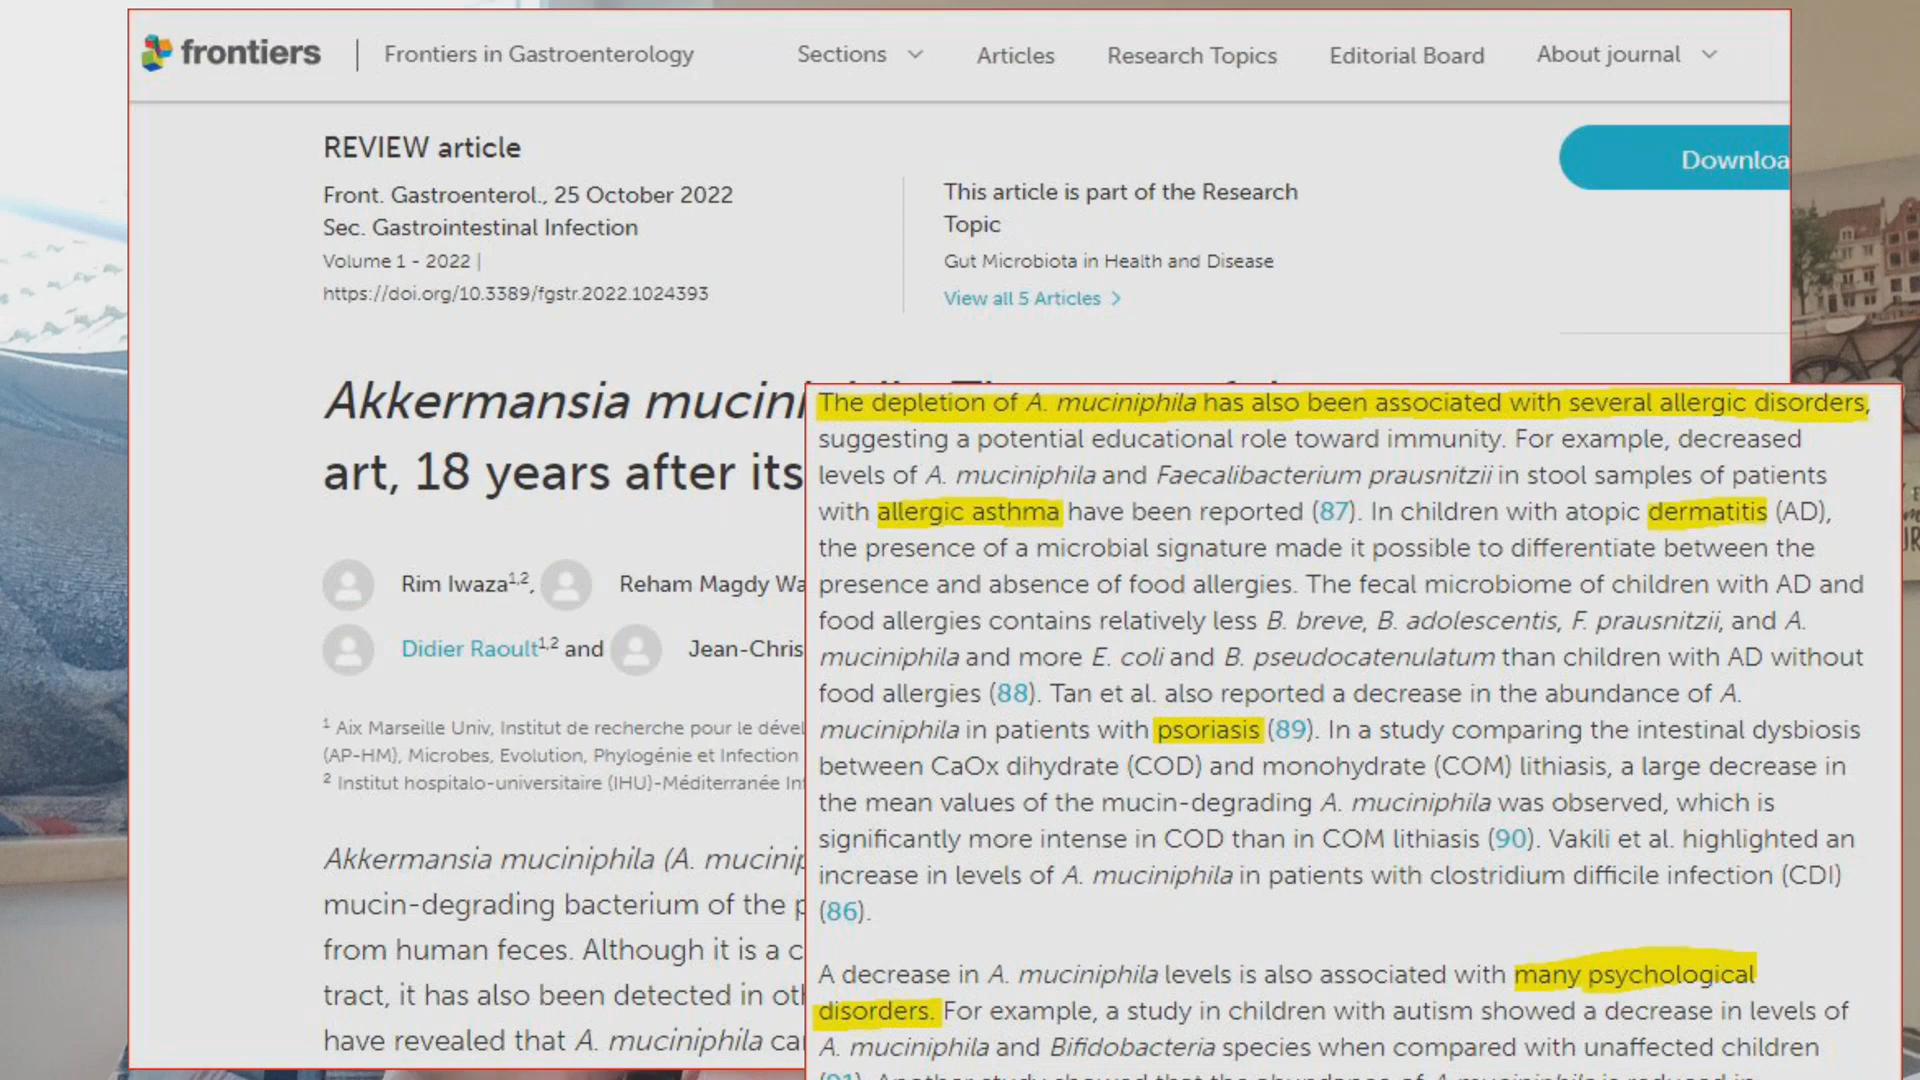 frontiers
Frontiers in Gastroenterology
Sections
Articles
Research Topics
Editorial Board
About journal
REVIEW article
Front. Gastroenterol., 25 October 2022
Sec. Gastrointestinal Infection
Volume 1 - 2022 |
https://doi.org/10.3389/fgstr.2022.1024393
This article is part of the Research
Topic
Gut Microbiota in Health and Disease
View all 5 Articles
Akkermansia
art, 18 years after its
Rim Iwaza1,2,
Reham Magdy
Didier Raoult1,2 and
1 Aix Marseille Univ, Institut de recherche pour le
(AP-HM), Microbes, Evolution, Phylogénie et Infection
2 Institut hospitalo-universitaire (IHU)-Méditerranée
Akkermansia muciniphila (A.
mucin-degrading bacterium of the
from human feces. Although it is a
tract, it has also been detected in
have revealed that A. muciniphila
The depletion of A. muciniphila has also been associated with several allergic disorders,
suggesting a potential educational role toward immunity. For example, decreased
levels of A. muciniphila and Faecalibacterium prausnitzii in stool samples of patients
with allergic asthma have been reported (87). In children with atopic dermatitis (AD),
the presence of a microbial signature made it possible to differentiate between the
presence and absence of food allergies. The fecal microbiome of children with AD and
food allergies contains relatively less B. breve, B. adolescentis, F. prausnitzii, and A.
muciniphila and more E. coli and B. pseudocatenulatum than children with AD without
food allergies (88). Tan et al. also reported a decrease in the abundance of A.
muciniphila in patients with psoriasis (89). In a study comparing the intestinal dysbiosis
between CaOx dihydrate (COD) and monohydrate (COM) lithiasis, a large decrease in
the mean values of the mucin-degrading A. muciniphila was observed, which is
significantly more intense in COD than in COM lithiasis (90). Vakili et al. highlighted an
increase in levels of A. muciniphila in patients with clostridium difficile infection (CDI)
(86).
A decrease in A. muciniphila levels is also associated with many psychological
disorders. For example, a study in children with autism showed a decrease in levels of
A. muciniphila and Bifidobacteria species when compared with unaffected children